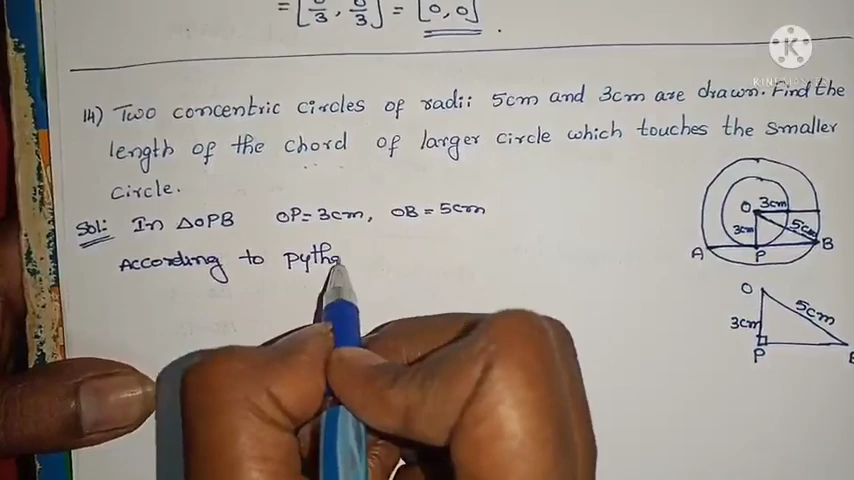 = [0/3, 0/3] = [0, 0].
KINEMASTER
14) Two concentric circles of radii 5cm and 3cm are drawn. Find the
length of the chord of larger circle which touches the smaller
circle.
Sol: In △OPB OP = 3cm, OB = 5cm
According to pytha
O 3cm
3cm 5cm
A P B
O
5cm
3cm
P B